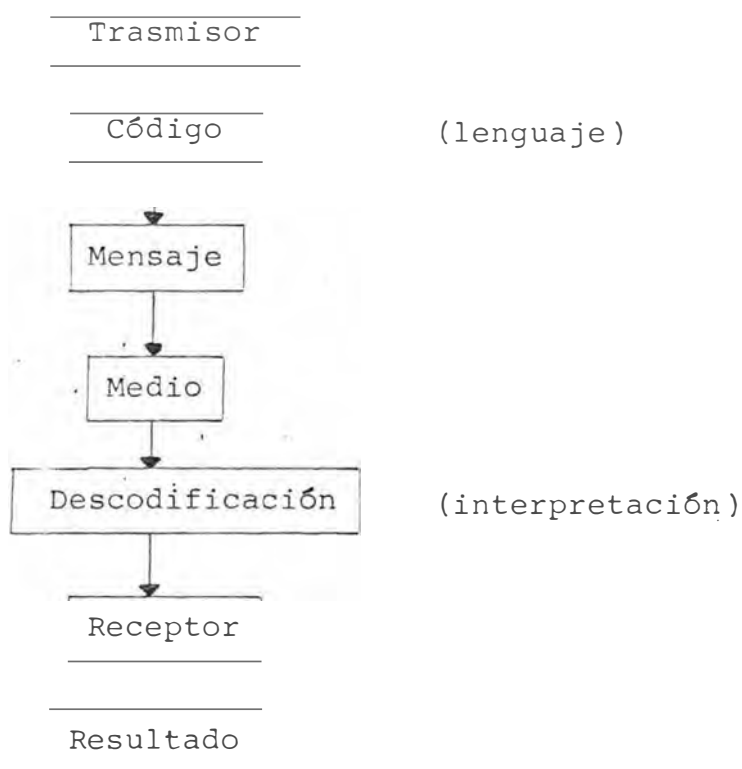 Trasmisor
Código (lenguaje)
Mensaje
Medio
Descodificación (interpretación)
Receptor
Resultado